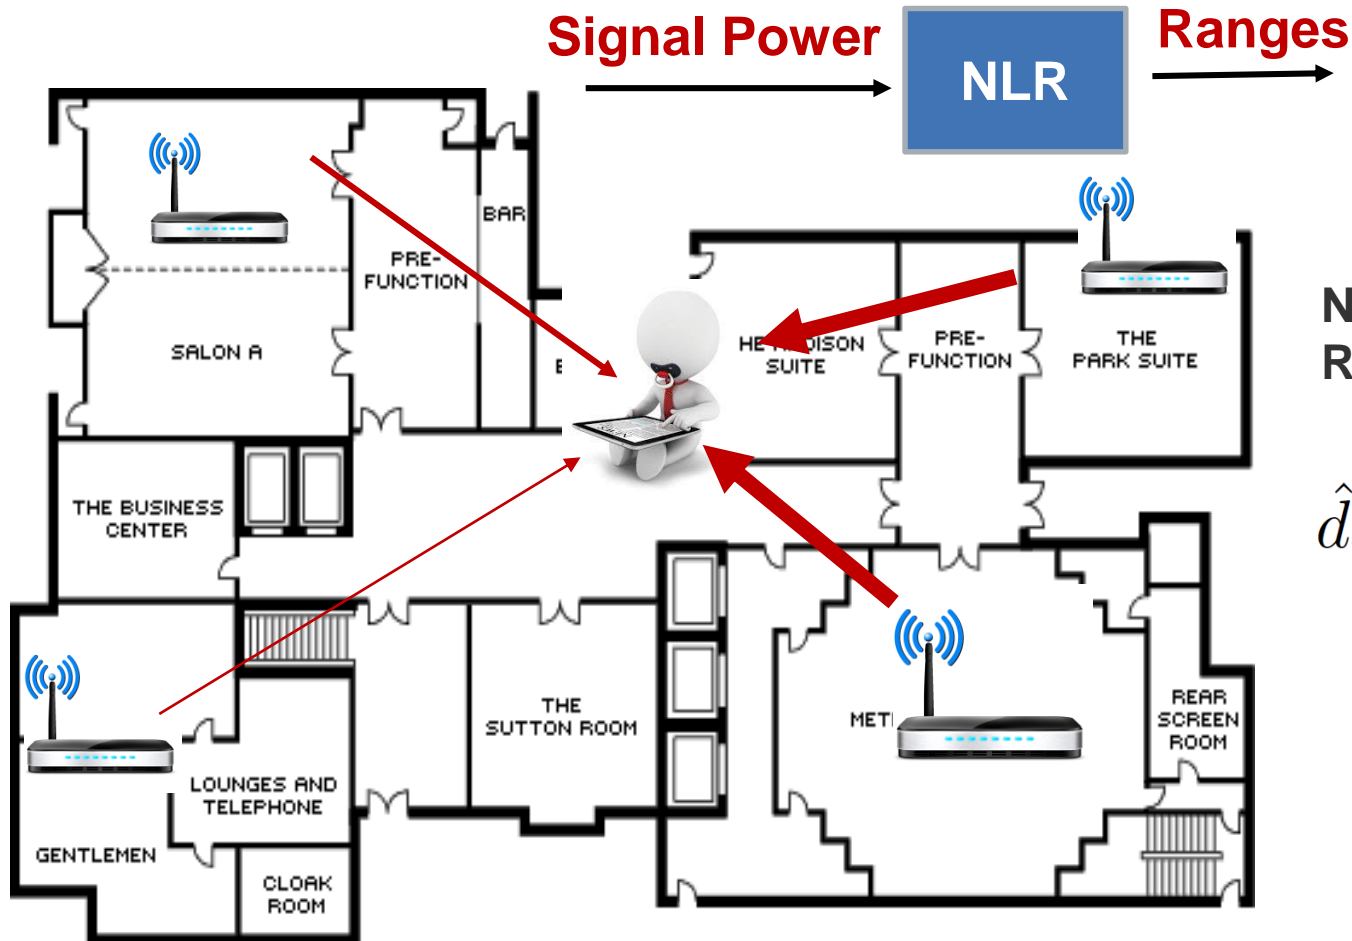 Signal Power
NLR
Ranges
BAR
PRE-
FUNCTION
SALON A
SUITE
PRE-
FUNCTION
THE
PARK SUITE
N
R
THE BUSINESS
CENTER
d̂
THE
SUTTON ROOM
REAR
SCREEN
ROOM
LOUNGES AND
TELEPHONE
GENTLEMEN
CLOAK
ROOM